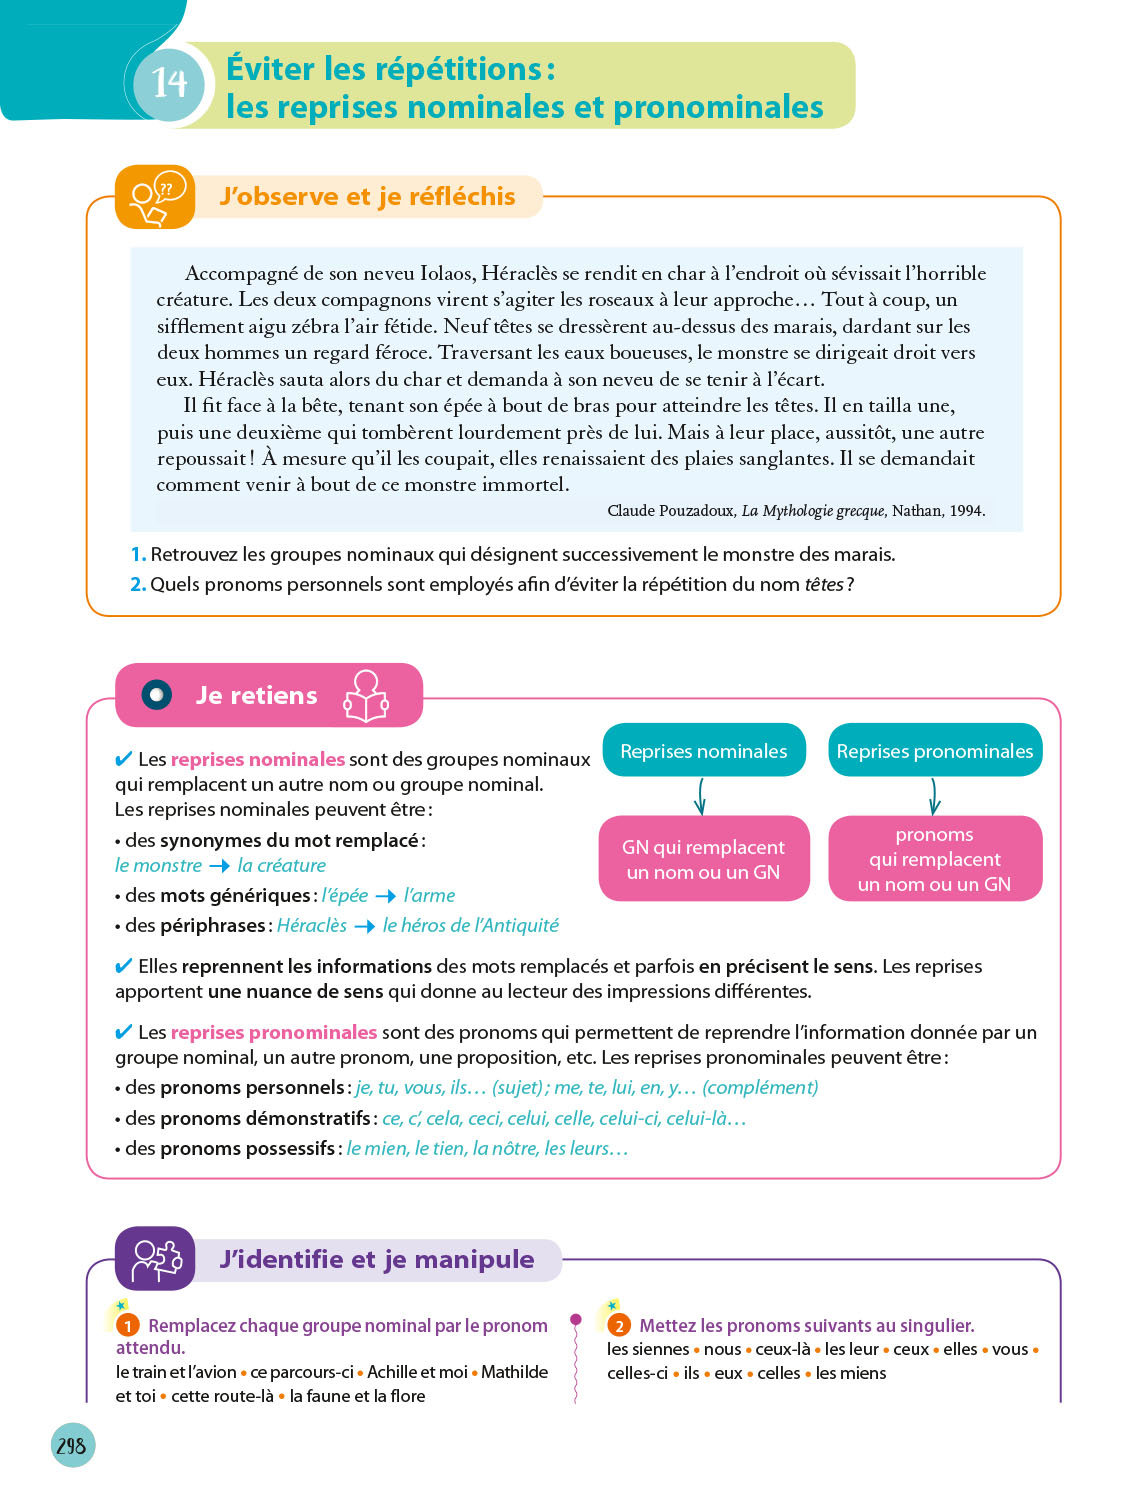 14
Éviter les répétitions :
les reprises nominales et pronominales
??
J’observe et je réfléchis
Accompagné de son neveu Iolaos, Héraclès se rendit en char à l’endroit où sévissait l’horrible
créature. Les deux compagnons virent s’agiter les roseaux à leur approche… Tout à coup, un
sifflement aigu zébra l’air fétide. Neuf têtes se dressèrent au-dessus des marais, dardant sur les
deux hommes un regard féroce. Traversant les eaux boueuses, le monstre se dirigeait droit vers
eux. Héraclès sauta alors du char et demanda à son neveu de se tenir à l’écart.
Il fit face à la bête, tenant son épée à bout de bras pour atteindre les têtes. Il en tailla une,
puis une deuxième qui tombèrent lourdement près de lui. Mais à leur place, aussitôt, une autre
repoussait ! À mesure qu’il les coupait, elles renaissaient des plaies sanglantes. Il se demandait
comment venir à bout de ce monstre immortel.
Claude Pouzadoux, La Mythologie grecque, Nathan, 1994.
1. Retrouvez les groupes nominaux qui désignent successivement le monstre des marais.
2. Quels pronoms personnels sont employés afin d’éviter la répétition du nom têtes ?
Je retiens
✔ Les reprises nominales sont des groupes nominaux
qui remplacent un autre nom ou groupe nominal.
Les reprises nominales peuvent être :
• des synonymes du mot remplacé :
le monstre → la créature
• des mots génériques : l’épée → l’arme
• des périphrases : Héraclès → le héros de l’Antiquité
Reprises nominales
GN qui remplacent
un nom ou un GN
Reprises pronominales
pronoms
qui remplacent
un nom ou un GN
✔ Elles reprennent les informations des mots remplacés et parfois en précisent le sens. Les reprises
apportent une nuance de sens qui donne au lecteur des impressions différentes.
✔ Les reprises pronominales sont des pronoms qui permettent de reprendre l’information donnée par un
groupe nominal, un autre pronom, une proposition, etc. Les reprises pronominales peuvent être :
• des pronoms personnels : je, tu, vous, ils… (sujet) ; me, te, lui, en, y… (complément)
• des pronoms démonstratifs : ce, c’, cela, ceci, celui, celle, celui-ci, celui-là…
• des pronoms possessifs : le mien, le tien, la nôtre, les leurs…
J’identifie et je manipule
1 Remplacez chaque groupe nominal par le pronom
attendu.
le train et l’avion • ce parcours-ci • Achille et moi • Mathilde
et toi • cette route-là • la faune et la flore
2 Mettez les pronoms suivants au singulier.
les siennes • nous • ceux-là • les leur • ceux • elles • vous •
celles-ci • ils • eux • celles • les miens
298